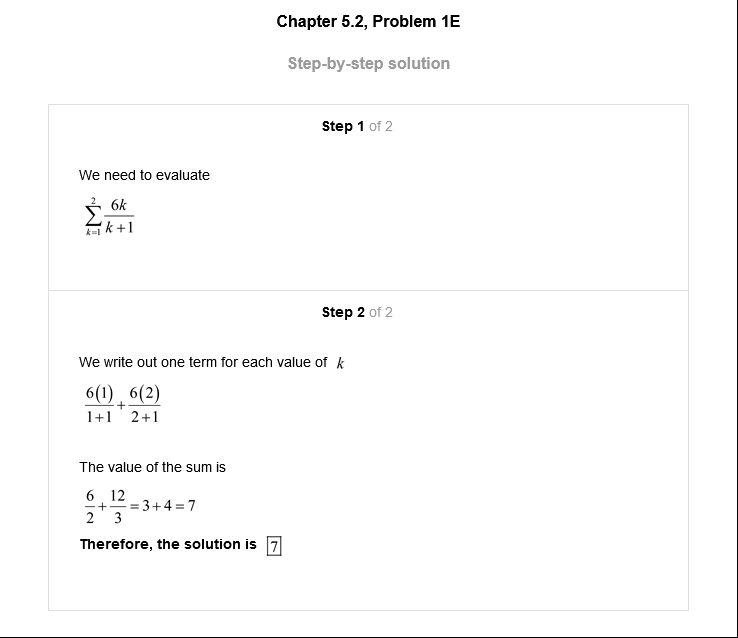 Chapter 5.2, Problem 1E
Step-by-step solution
Step 1 of 2
We need to evaluate
$\sum_{k=1}^{2} \frac{6k}{k+1}$
Step 2 of 2
We write out one term for each value of k
$\frac{6(1)}{1+1} + \frac{6(2)}{2+1}$
The value of the sum is
$\frac{6}{2} + \frac{12}{3} = 3 + 4 = 7$
Therefore, the solution is 7